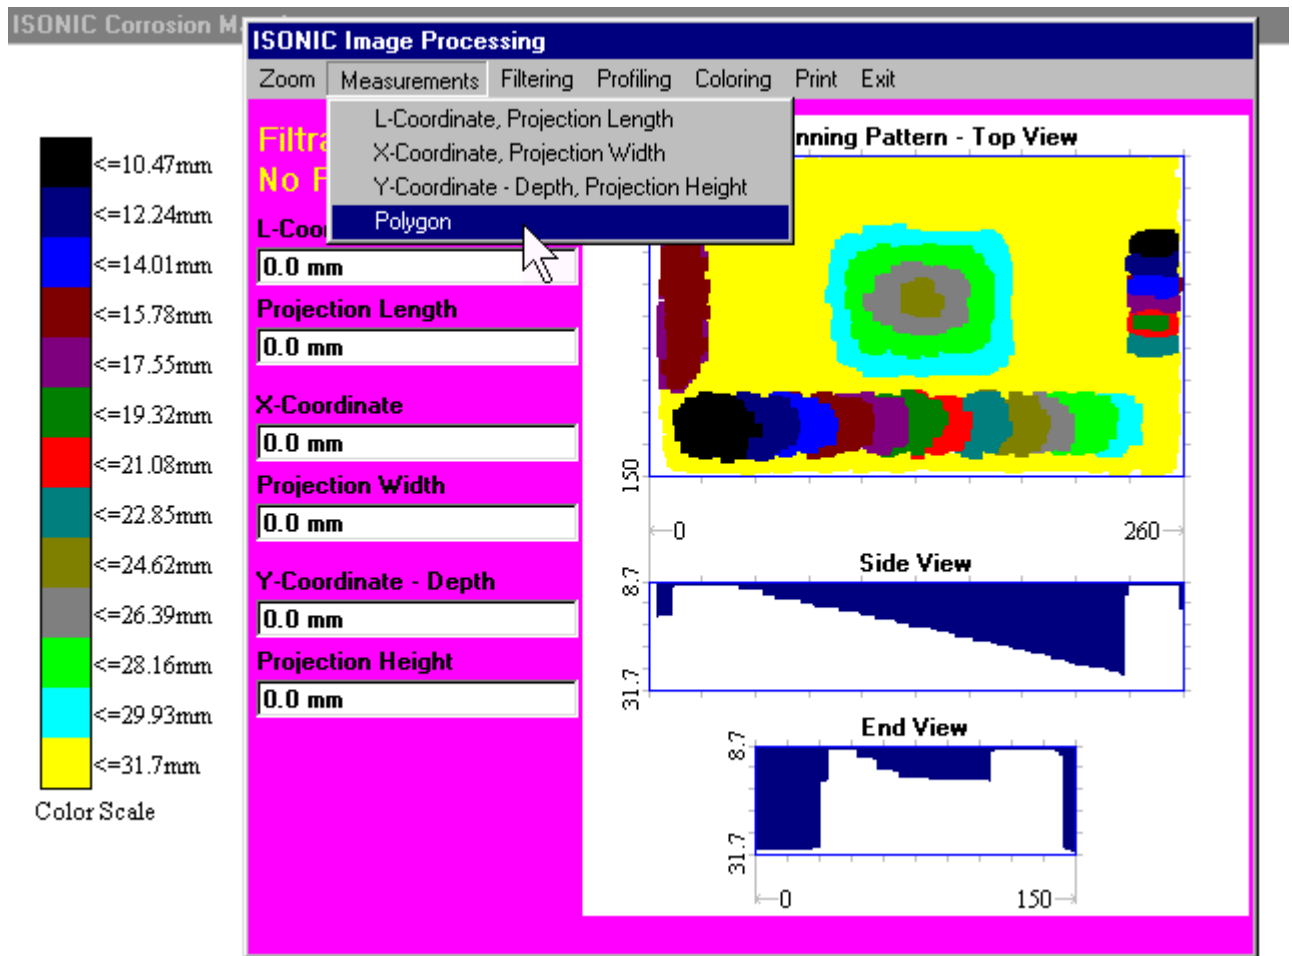 ISONIC Corrosion M
ISONIC Image Processing
Zoom Measurements Filtering Profiling Coloring Print Exit
L-Coordinate, Projection Length
X-Coordinate, Projection Width
Y-Coordinate - Depth, Projection Height
Polygon
No
L-Coor
0.0 mm
Projection Length
0.0 mm
X-Coordinate
0.0 mm
Projection Width
0.0 mm
Y-Coordinate - Depth
0.0 mm
Projection Height
0.0 mm
<=10.47mm
<=12.24mm
<=14.01mm
<=15.78mm
<=17.55mm
<=19.32mm
<=21.08mm
<=22.85mm
<=24.62mm
<=26.39mm
<=28.16mm
<=29.93mm
<=31.7mm
Color Scale
nning Pattern - Top View
150
0 260
Side View
8.7
31.7
End View
8.7
31.7
0 150